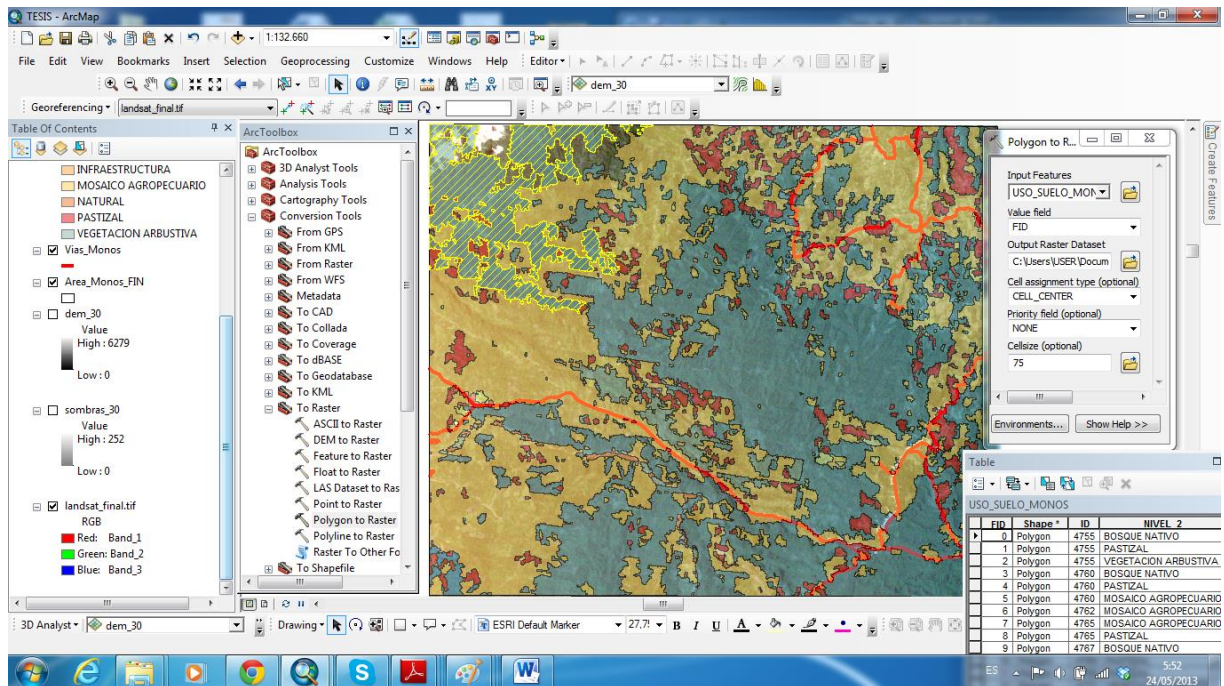 TESIS - ArcMap
1:132.660
File Edit View Bookmarks Insert Selection Geoprocessing Customize Windows Help Editor
dem_30
Georeferencing landsat_final.tif
Table Of Contents
INFRAESTRUCTURA
MOSAICO AGROPECUARIO
NATURAL
PASTIZAL
VEGETACION ARBUSTIVA
Vias_Monos
Area_Monos_FIN
dem_30
Value
High : 6279
Low : 0
sombras_30
Value
High : 252
Low : 0
landsat_final.tif
RGB
Red: Band_1
Green: Band_2
Blue: Band_3
ArcToolbox
ArcToolbox
3D Analyst Tools
Analysis Tools
Cartography Tools
Conversion Tools
From GPS
From KML
From Raster
From WFS
Metadata
To CAD
To Collada
To Coverage
To dBASE
To Geodatabase
To KML
To Raster
ASCII to Raster
DEM to Raster
Feature to Raster
Float to Raster
LAS Dataset to Ras
Point to Raster
Polygon to Raster
Polyline to Raster
Raster To Other Fo
To Shapefile
Polygon to R...
Input Features
USO_SUELO_MON
Value field
FID
Output Raster Dataset
C:\Users\USER\Docum
Cell assignment type (optional)
CELL_CENTER
Priority field (optional)
NONE
Cellsize (optional)
75
Environments... Show Help >>
Create Features
Table
USO_SUELO_MONOS
FID Shape * ID NIVEL 2
0 Polygon 4755 BOSQUE NATIVO
1 Polygon 4755 PASTIZAL
2 Polygon 4755 VEGETACION ARBUSTIVA
3 Polygon 4760 BOSQUE NATIVO
4 Polygon 4760 PASTIZAL
5 Polygon 4760 MOSAICO AGROPECUARIO
6 Polygon 4762 MOSAICO AGROPECUARIO
7 Polygon 4765 MOSAICO AGROPECUARIO
8 Polygon 4765 PASTIZAL
9 Polygon 4767 BOSQUE NATIVO
3D Analyst dem_30 Drawing ESRI Default Marker 27,7 B I U A
ES 5:52
24/05/2013